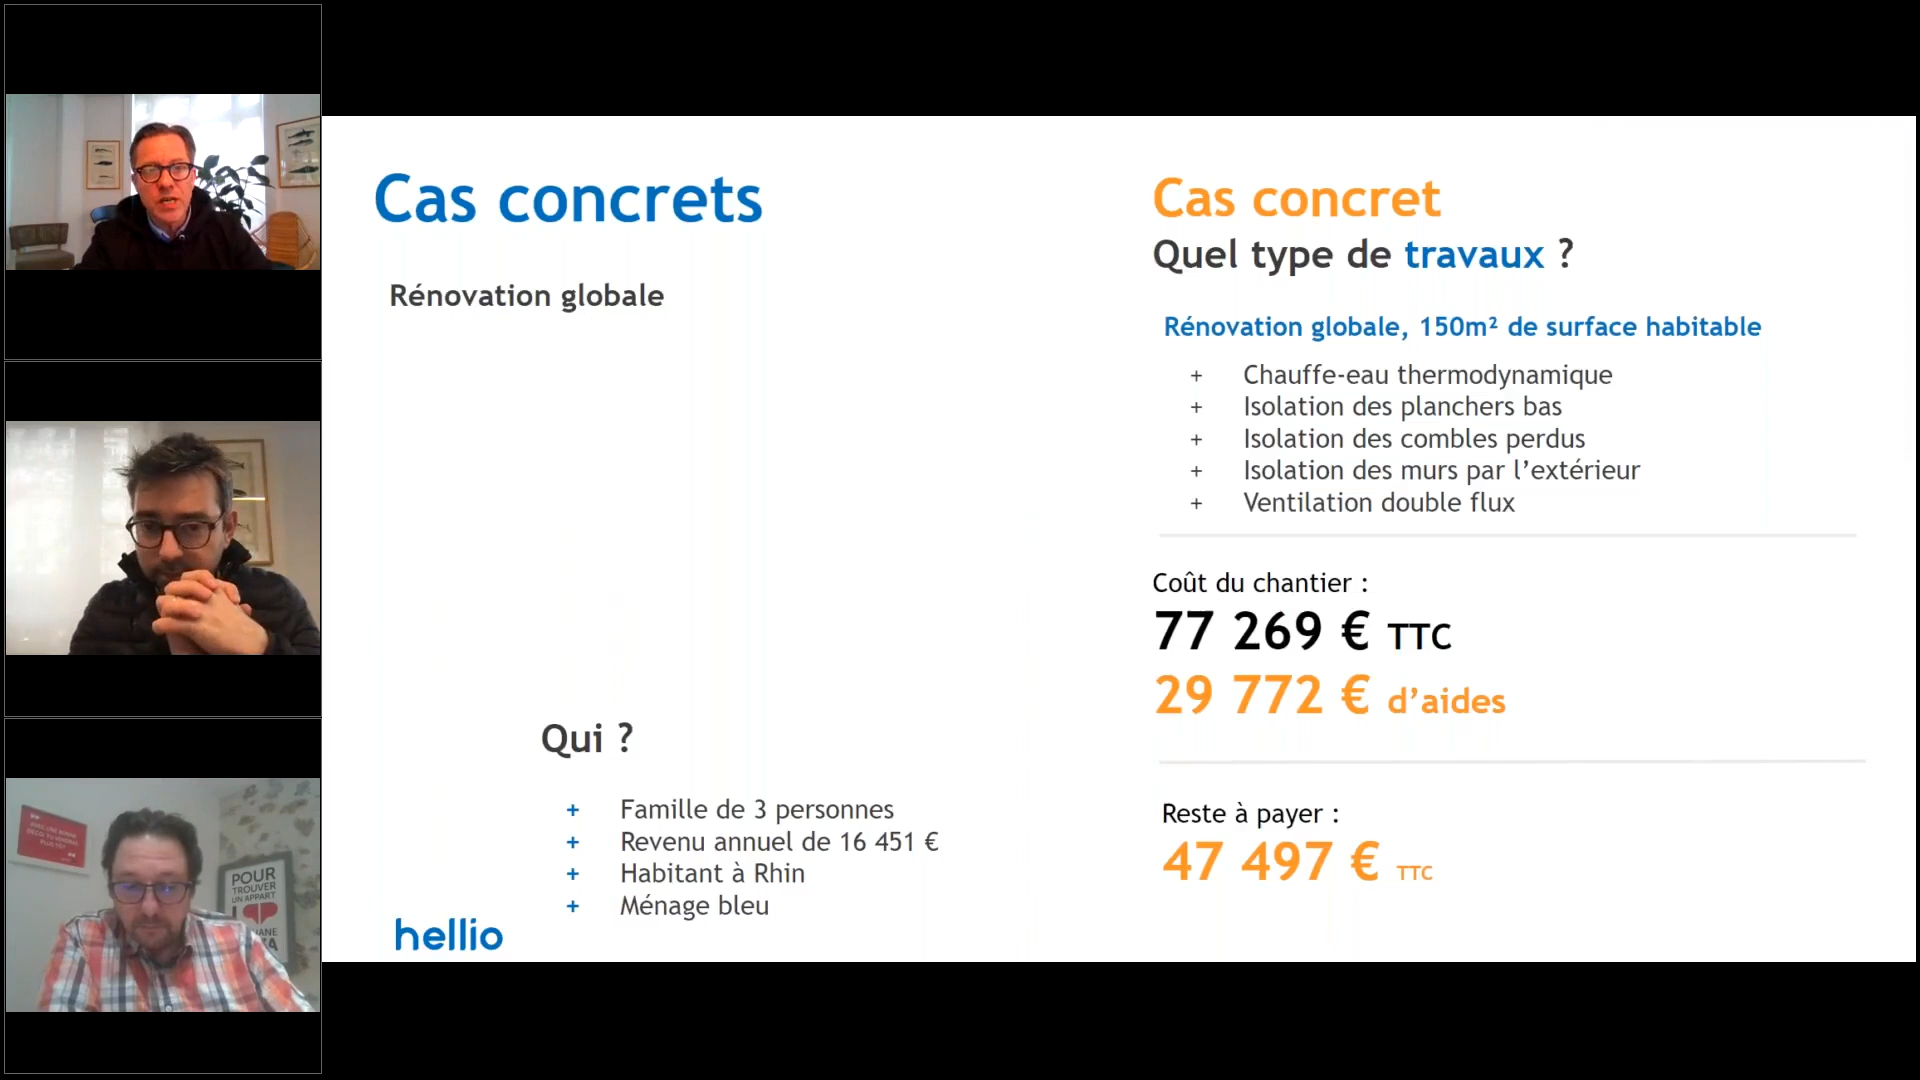 Cas concrets
Rénovation globale
Qui ?
+ Famille de 3 personnes
+ Revenu annuel de 16 451 €
+ Habitant à Rhin
+ Ménage bleu
hellio
Cas concret
Quel type de travaux ?
Rénovation globale, 150m² de surface habitable
+ Chauffe-eau thermodynamique
+ Isolation des planchers bas
+ Isolation des combles perdus
+ Isolation des murs par l’extérieur
+ Ventilation double flux
Coût du chantier :
77 269 € TTC
29 772 € d’aides
Reste à payer :
47 497 € TTC
POUR
TROUVER
UN APPART